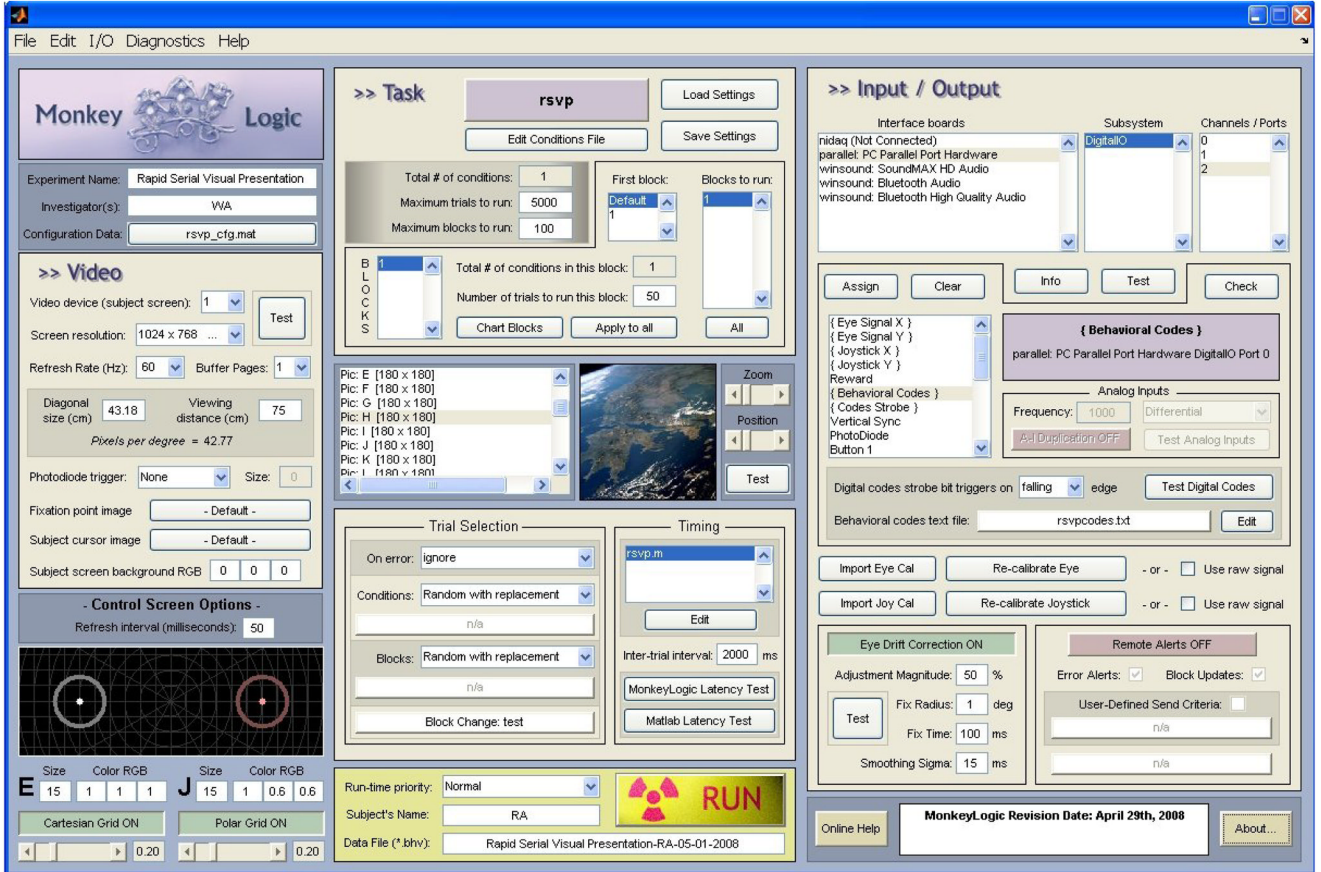 File Edit I/O Diagnostics Help
Monkey Logic
Experiment Name: Rapid Serial Visual Presentation
Investigator(s): WA
Configuration Data: rsvp_cfg.mat
>> Video
Video device (subject screen): 1
Test
Screen resolution: 1024 x 768 ...
Refresh Rate (Hz): 60 Buffer Pages: 1
Diagonal size (cm) 43.18 Viewing distance (cm) 75
Pixels per degree = 42.77
Photodiode trigger: None Size: 0
Fixation point image - Default -
Subject cursor image - Default -
Subject screen background RGB 0 0 0
- Control Screen Options -
Refresh interval (milliseconds): 50
Size Color RGB Size Color RGB
E 15 1 1 1 J 15 1 0.6 0.6
Cartesian Grid ON Polar Grid ON
0.20 0.20
>> Task
rsvp
Load Settings
Edit Conditions File
Save Settings
Total # of conditions: 1
Maximum trials to run: 5000
Maximum blocks to run: 100
First block:
Default
1
Blocks to run:
1
BLOCKS
1
Total # of conditions in this block: 1
Number of trials to run this block: 50
Chart Blocks Apply to all All
Pic: E [180 x 180]
Pic: F [180 x 180]
Pic: G [180 x 180]
Pic: H [180 x 180]
Pic: I [180 x 180]
Pic: J [180 x 180]
Pic: K [180 x 180]
Pic: L [180 x 180]
Zoom
Position
Test
Trial Selection
On error: ignore
Conditions: Random with replacement
n/a
Blocks: Random with replacement
n/a
Block Change: test
Timing
rsvp.m
Edit
Inter-trial interval: 2000 ms
MonkeyLogic Latency Test
Matlab Latency Test
Run-time priority: Normal
RUN
Subject's Name: RA
Data File (*.bhv): Rapid Serial Visual Presentation-RA-05-01-2008
>> Input / Output
Interface boards Subsystem Channels / Ports
nidaq (Not Connected)
parallel: PC Parallel Port Hardware
winsound: SoundMAX HD Audio
winsound: Bluetooth Audio
winsound: Bluetooth High Quality Audio
DigitalIO
0
1
2
Assign Clear Info Test Check
{ Eye Signal X }
{ Eye Signal Y }
{ Joystick X }
{ Joystick Y }
Reward
{ Behavioral Codes }
{ Codes Strobe }
Vertical Sync
PhotoDiode
Button 1
{ Behavioral Codes }
parallel: PC Parallel Port Hardware DigitalIO Port 0
Analog Inputs
Frequency: 1000 Differential
A-I Duplication OFF Test Analog Inputs
Digital codes strobe bit triggers on falling edge Test Digital Codes
Behavioral codes text file: rsvpcodes.txt Edit
Import Eye Cal Re-calibrate Eye - or - Use raw signal
Import Joy Cal Re-calibrate Joystick - or - Use raw signal
Eye Drift Correction ON
Adjustment Magnitude: 50 %
Test
Fix Radius: 1 deg
Fix Time: 100 ms
Smoothing Sigma: 15 ms
Remote Alerts OFF
Error Alerts: Block Updates:
User-Defined Send Criteria:
n/a
n/a
Online Help
MonkeyLogic Revision Date: April 29th, 2008
About...